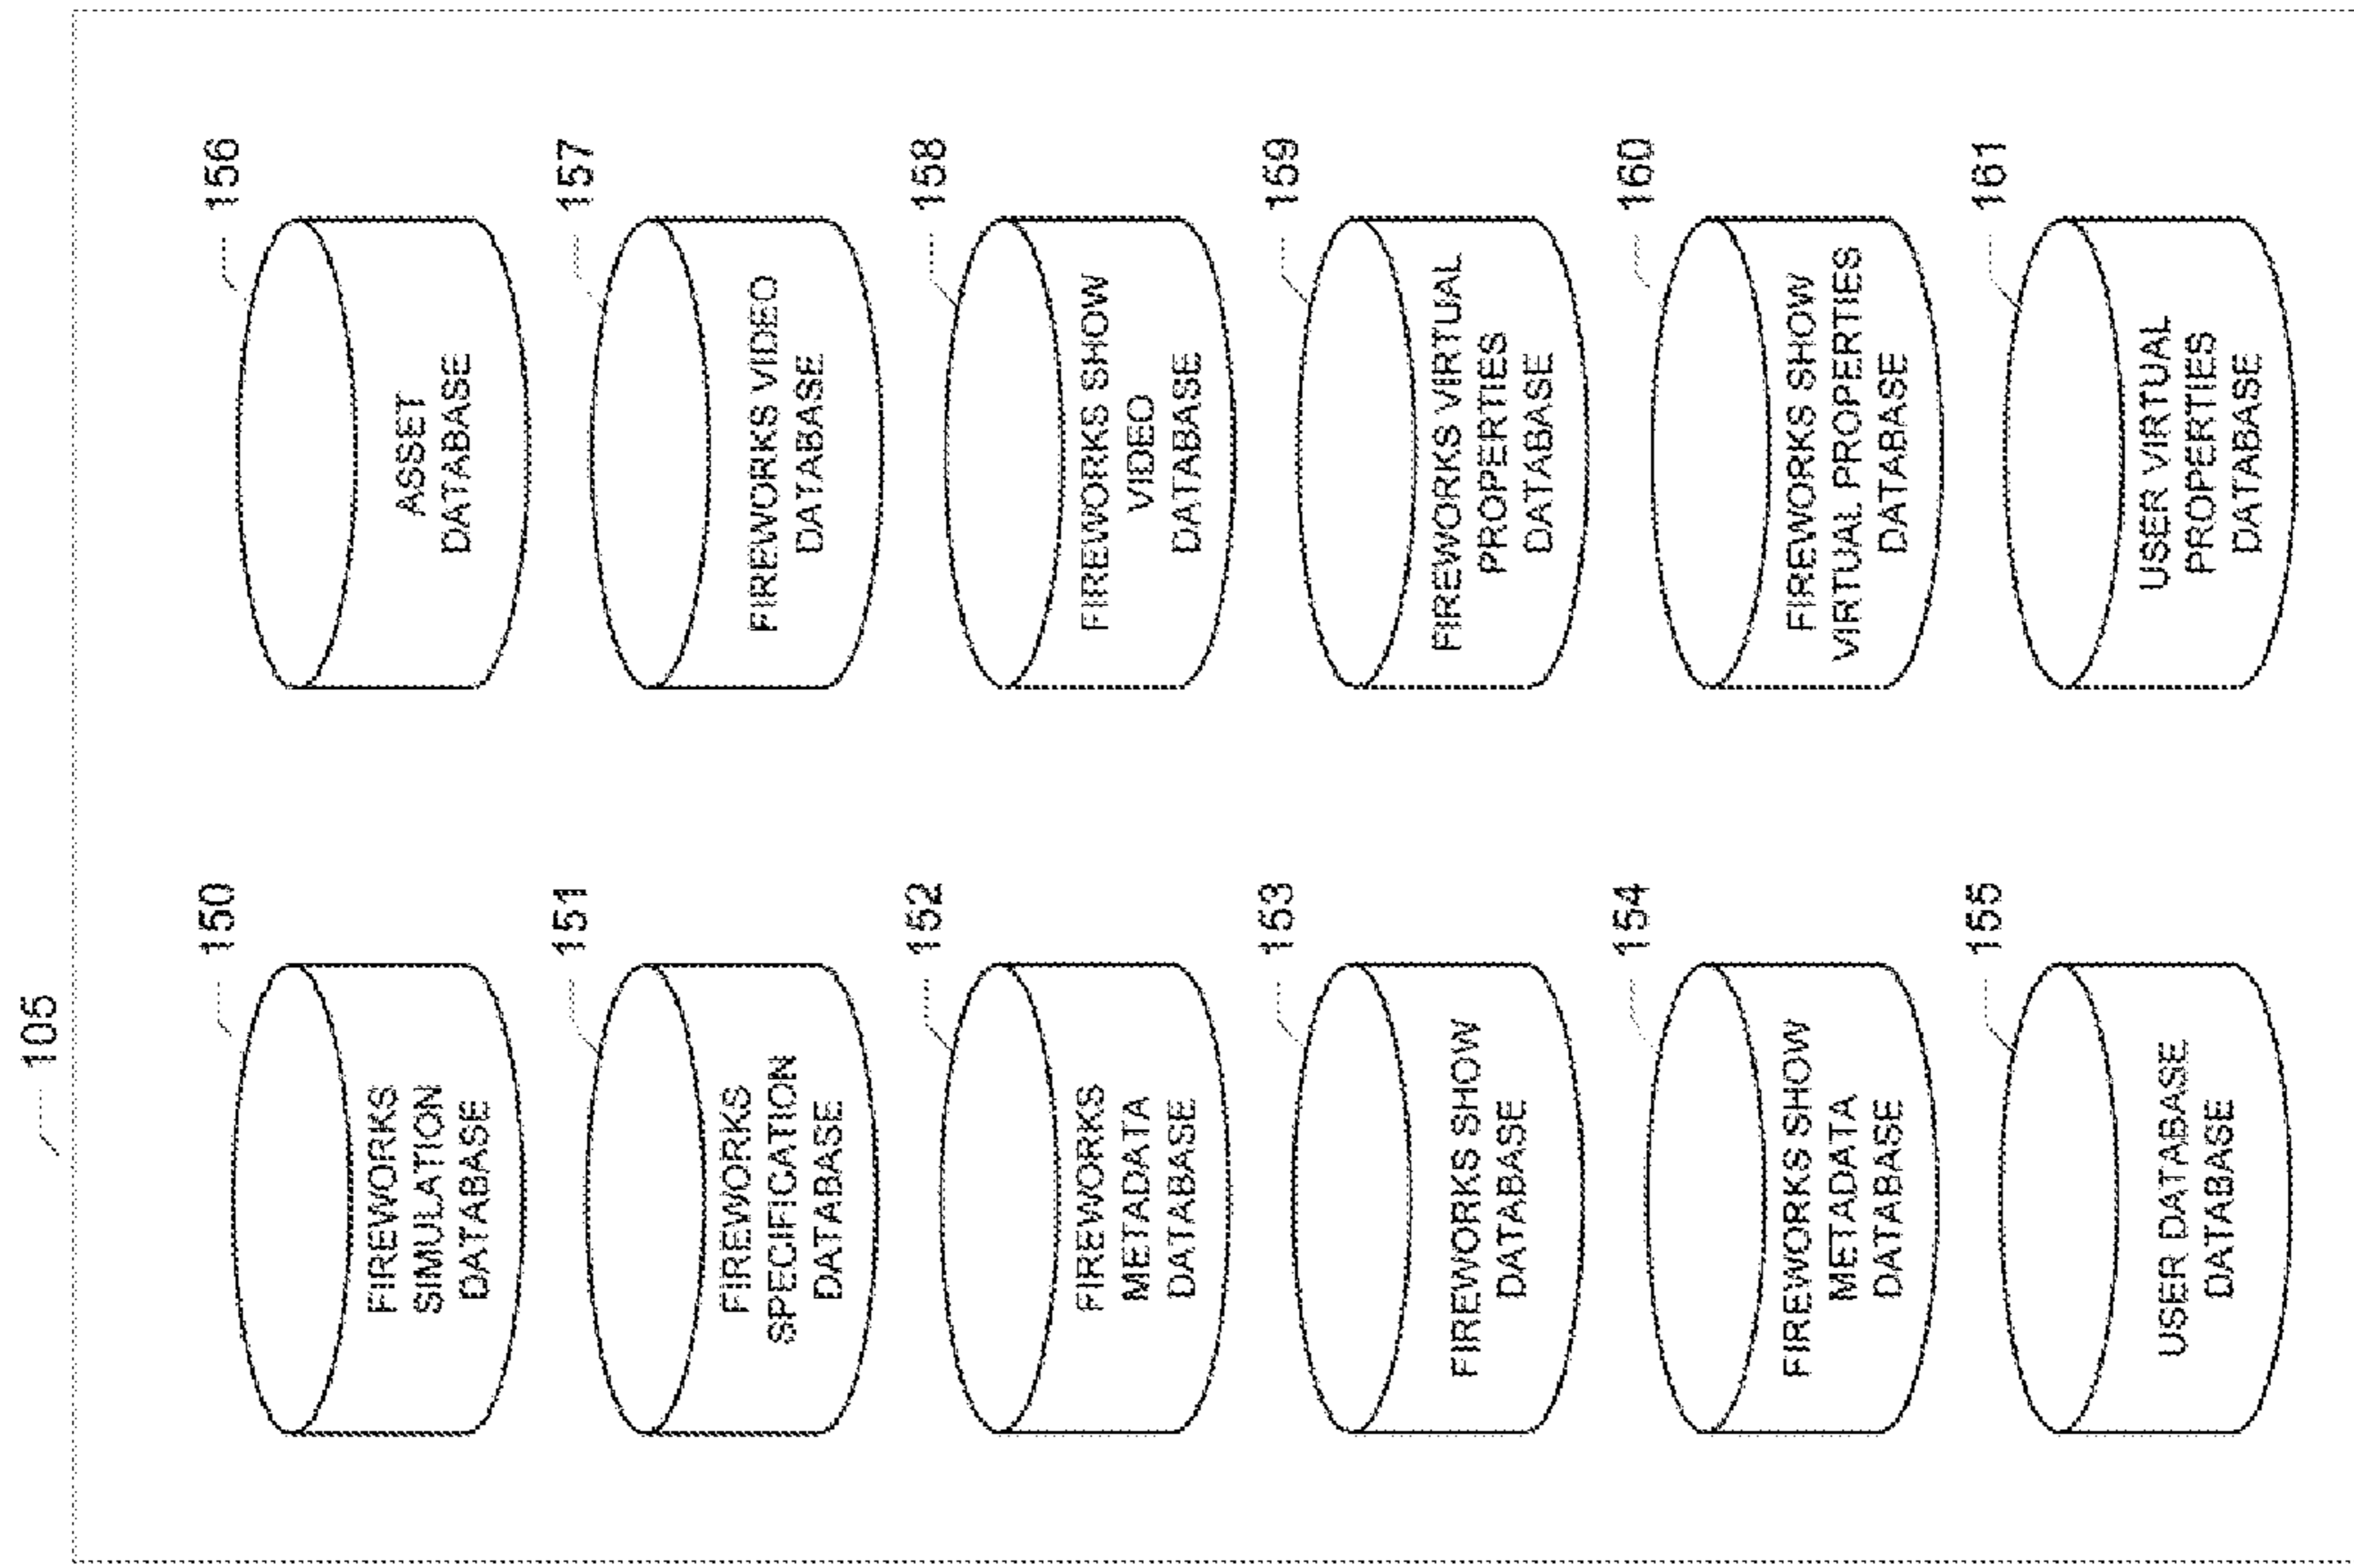 105
150
FIREWORKS
SIMULATION
DATABASE
151
FIREWORKS
SPECIFICATION
DATABASE
152
FIREWORKS
METADATA
DATABASE
153
FIREWORKS SHOW
DATABASE
154
FIREWORKS SHOW
METADATA
DATABASE
155
USER DATABASE
DATABASE
156
ASSET
DATABASE
157
FIREWORKS VIDEO
DATABASE
158
FIREWORKS SHOW
VIDEO
DATABASE
159
FIREWORKS VIRTUAL
PROPERTIES
DATABASE
160
FIREWORKS SHOW
VIRTUAL PROPERTIES
DATABASE
161
USER VIRTUAL
PROPERTIES
DATABASE